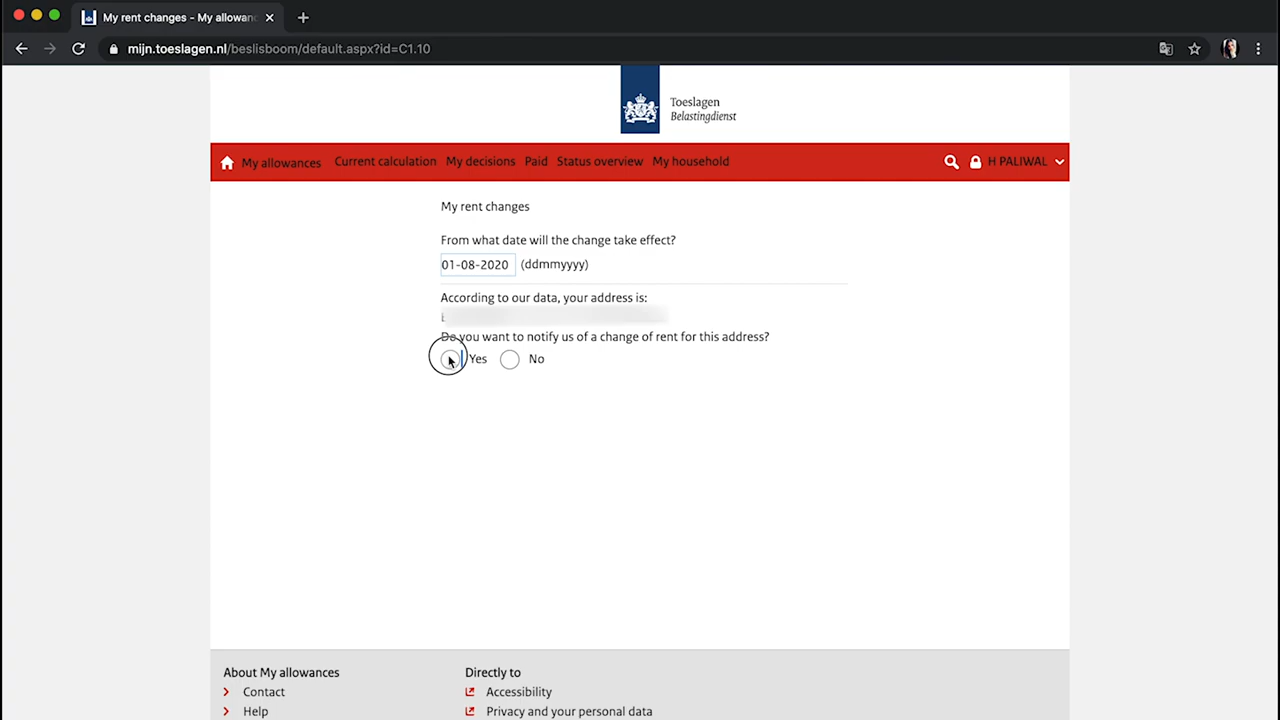 My rent changes - My allowanc
mijn.toeslagen.nl/beslisboom/default.aspx?id=C1.10
Toeslagen
Belastingdienst
My allowances Current calculation My decisions Paid Status overview My household H PALIWAL
My rent changes
From what date will the change take effect?
01-08-2020 (ddmmyyyy)
According to our data, your address is:
Do you want to notify us of a change of rent for this address?
Yes No
About My allowances
Contact
Help
Directly to
Accessibility
Privacy and your personal data